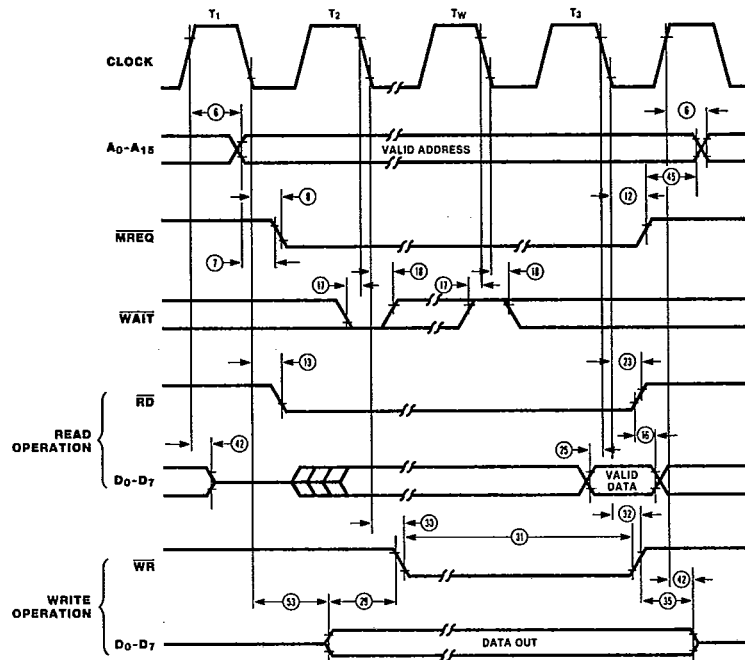 T1 T2 TW T3
CLOCK
6 6
A0-A15 VALID ADDRESS
45
8 12
MREQ
7
17 18 17 18
WAIT
13 23
RD
READ OPERATION
42 25 16
D0-D7 VALID DATA
33 32
31
WR
42
WRITE OPERATION
53 29 35
D0-D7 DATA OUT